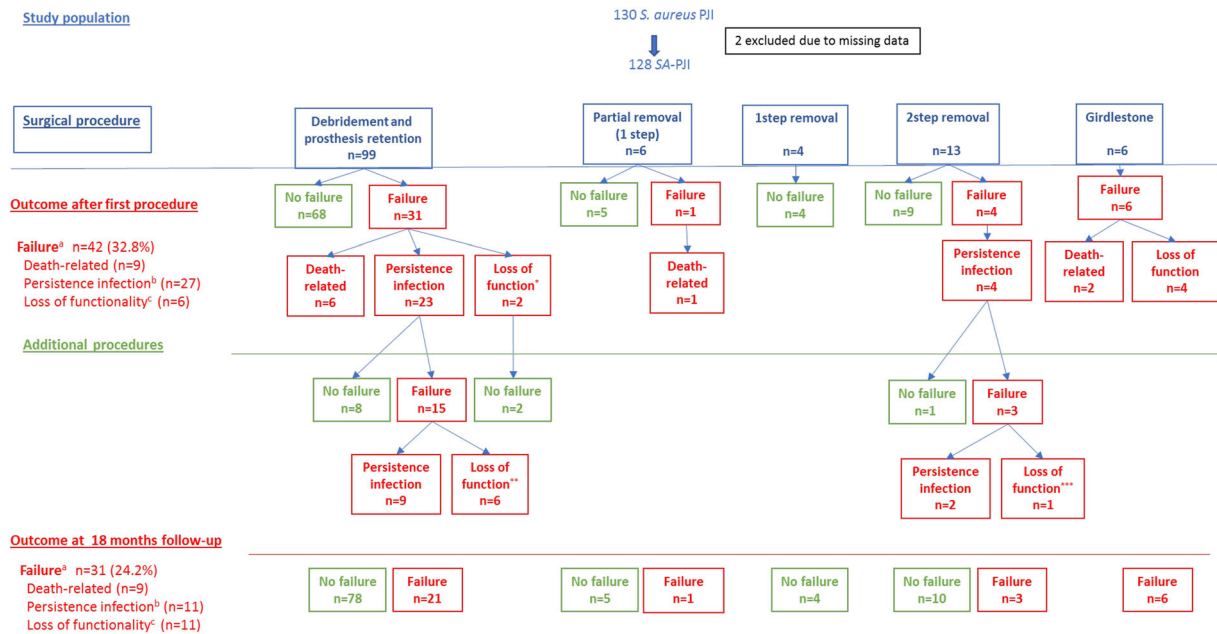 Study population
130 S. aureus PJI
2 excluded due to missing data
128 SA-PJI
Surgical procedure
Debridement and
prosthesis retention
n=99
Partial removal
(1 step)
n=6
1step removal
n=4
2step removal
n=13
Girdlestone
n=6
Outcome after first procedure
No failure
n=68
Failure
n=31
No failure
n=5
Failure
n=1
No failure
n=4
No failure
n=9
Failure
n=4
Failure
n=6
Failureª n=42 (32.8%)
Death-related (n=9)
Persistence infectionᵇ (n=27)
Loss of functionalityᶜ (n=6)
Death-
related
n=6
Persistence
infection
n=23
Loss of
function*
n=2
Death-
related
n=1
Persistence
infection
n=4
Death-
related
n=2
Loss of
function
n=4
Additional procedures
No failure
n=8
Failure
n=15
No failure
n=2
No failure
n=1
Failure
n=3
Persistence
infection
n=9
Loss of
function**
n=6
Persistence
infection
n=2
Loss of
function***
n=1
Outcome at 18 months follow-up
Failureª n=31 (24.2%)
Death-related (n=9)
Persistence infectionᵇ (n=11)
Loss of functionalityᶜ (n=11)
No failure
n=78
Failure
n=21
No failure
n=5
Failure
n=1
No failure
n=4
No failure
n=10
Failure
n=3
Failure
n=6